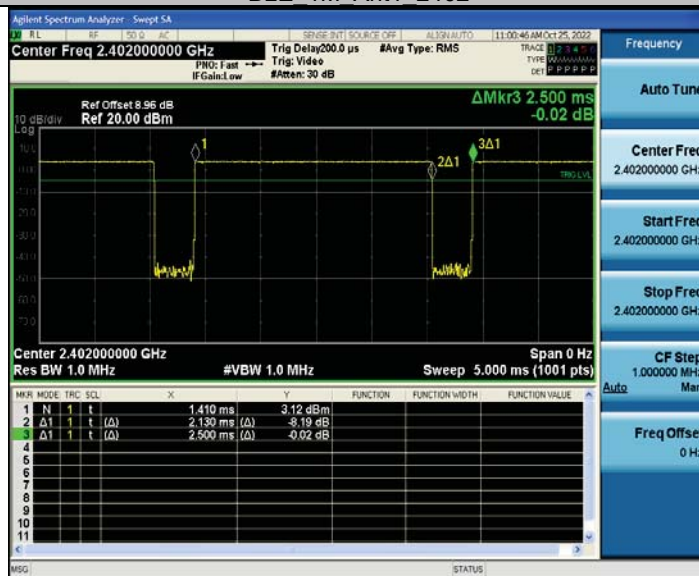 Agilent Spectrum Analyzer - Swept SA
RL RF 50 Ω AC SENSE:INT SOURCE OFF ALIGN AUTO 11:00:46 AM Oct 25, 2022
Center Freq 2.402000000 GHz
PNO: Fast
IFGain:Low
Trig Delay200.0 µs
Trig: Video
#Atten: 30 dB
#Avg Type: RMS
TRACE 1 2 3 4 5 6
TYPE
DET P P P P P P
Ref Offset 8.96 dB
10 dB/div Ref 20.00 dBm
Log
ΔMkr3 2.500 ms
-0.02 dB
1
2Δ1
3Δ1
TRIG LVL
Center 2.402000000 GHz Span 0 Hz
Res BW 1.0 MHz #VBW 1.0 MHz Sweep 5.000 ms (1001 pts)
MKR MODE TRC SCL X Y FUNCTION FUNCTION WIDTH FUNCTION VALUE
1 N 1 t 1.410 ms 3.12 dBm
2 Δ1 1 t (Δ) 2.130 ms (Δ) -8.19 dB
3 Δ1 1 t (Δ) 2.500 ms (Δ) -0.02 dB
4
5
6
7
8
9
10
11
MSG STATUS
Frequency
Auto Tune
Center Freq
2.402000000 GHz
Start Freq
2.402000000 GHz
Stop Freq
2.402000000 GHz
CF Step
1.000000 MHz
Auto Man
Freq Offset
0 Hz